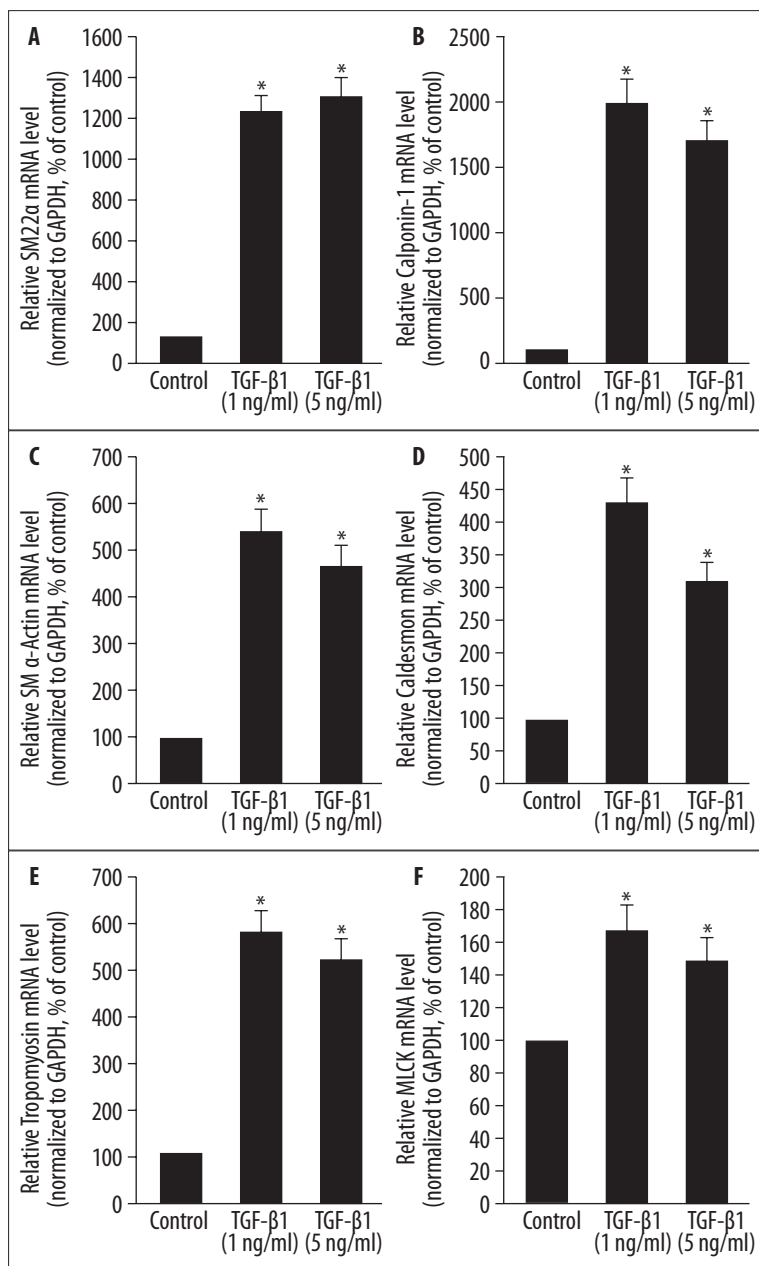 A
Relative SM22α mRNA level
(normalized to GAPDH, % of control)
1600
1400
1200
1000
800
600
400
200
0
*
*
Control
TGF-β1
(1 ng/ml)
TGF-β1
(5 ng/ml)
B
Relative Calponin-1 mRNA level
(normalized to GAPDH, % of control)
2500
2000
1500
1000
500
0
*
*
Control
TGF-β1
(1 ng/ml)
TGF-β1
(5 ng/ml)
C
Relative SM α-Actin mRNA level
(normalized to GAPDH, % of control)
700
600
500
400
300
200
100
0
*
*
Control
TGF-β1
(1 ng/ml)
TGF-β1
(5 ng/ml)
D
Relative Caldesmon mRNA level
(normalized to GAPDH, % of control)
500
450
400
350
300
250
200
150
100
50
0
*
*
Control
TGF-β1
(1 ng/ml)
TGF-β1
(5 ng/ml)
E
Relative Tropomyosin mRNA level
(normalized to GAPDH, % of control)
700
600
500
400
300
200
100
0
*
*
Control
TGF-β1
(1 ng/ml)
TGF-β1
(5 ng/ml)
F
Relative MLCK mRNA level
(normalized to GAPDH, % of control)
200
180
160
140
120
100
80
60
40
20
0
*
*
Control
TGF-β1
(1 ng/ml)
TGF-β1
(5 ng/ml)